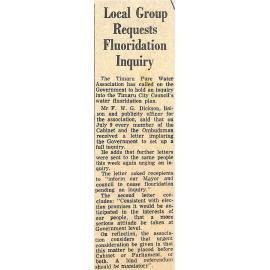 Local Group
Requests
Fluoridation
Inquiry
The Timaru Pure Water
Association has called on the
Government to hold an inquiry
into the Timaru City Council's
water fluoridation plan.
Mr F. W. G. Dickson, liai-
son and publicity officer for
the association, said that on
July 9 every member of the
Cabinet and the Ombudsman
received a letter imploring
the Government to set up a
full inquiry.
He adds that further letters
were sent to the same people
this week again urging an in-
quiry.
The letter asked recipients
to "inform our Mayor and
council to cease fluoridation
pending an inquiry."
The second letter con-
cludes: "Consistent with elec-
tion promises it would be an-
ticipated in the interests of
our people, that a more
serious attitude be taken at
Government level.
On reflection, the associa-
tion considers that urgent
consideration be given in that
this matter be placed before
Cabinet or Parliament, or
both. A bind referendum
should be mandatory".